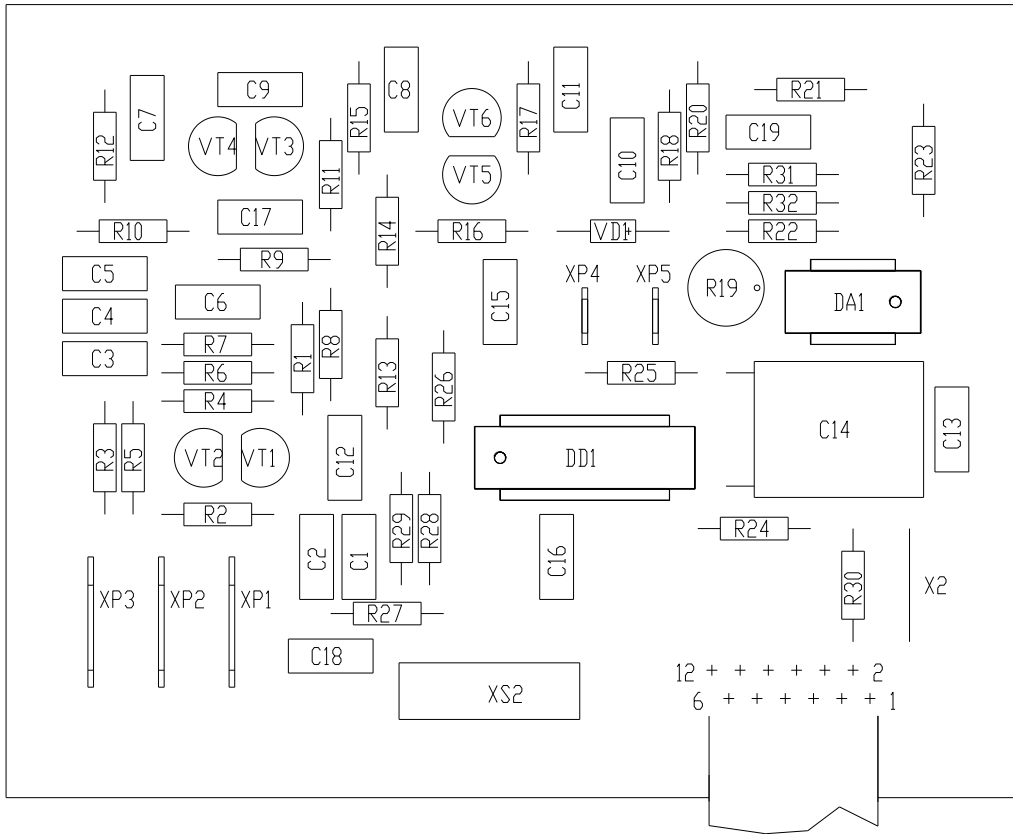 C9
C8
C11
R21
C7
R15
VT6
R17
R20
C19
R12
VT4
VT3
R11
VT5
C10
R18
R31
R23
R32
C17
R14
R10
R16
VD1+
R22
R9
C5
XP4
XP5
R19
DA1
C6
C15
C4
R7
R1
R8
C3
R6
R13
R26
R25
R4
C14
C13
R3
R5
VT2
VT1
C12
DD1
R2
R29
R28
R24
C2
C1
C16
R30
X2
XP3
XP2
XP1
R27
C18
12 + + + + + + 2
XS2
6 + + + + + + 1